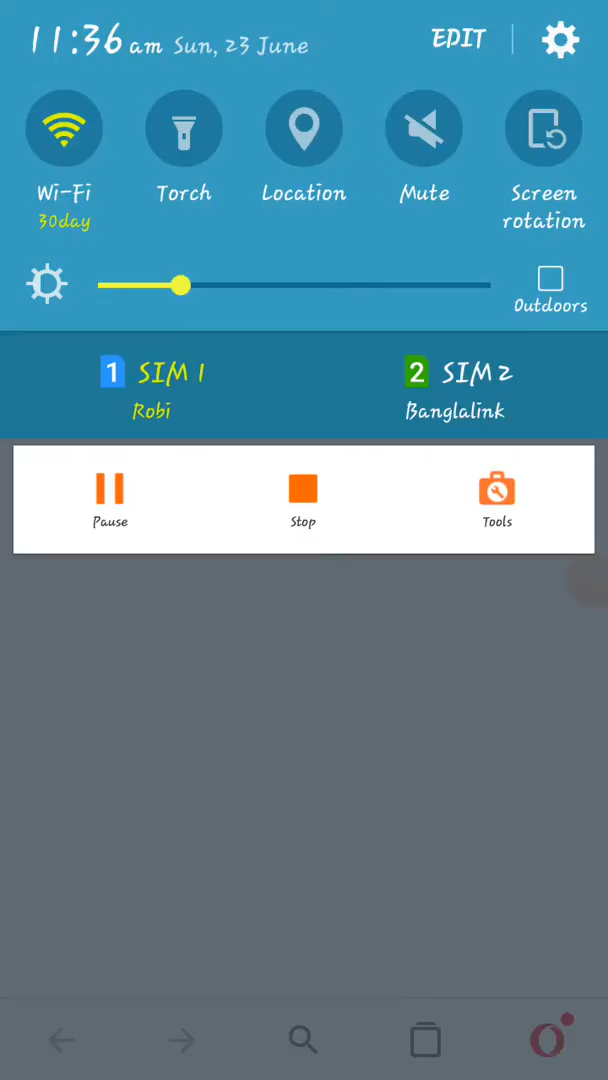 11:36 am Sun, 23 June EDIT
Wi-Fi Torch Location Mute Screen rotation
30day
Outdoors
1 SIM 1 2 SIM 2
Robi Banglalink
Pause Stop Tools